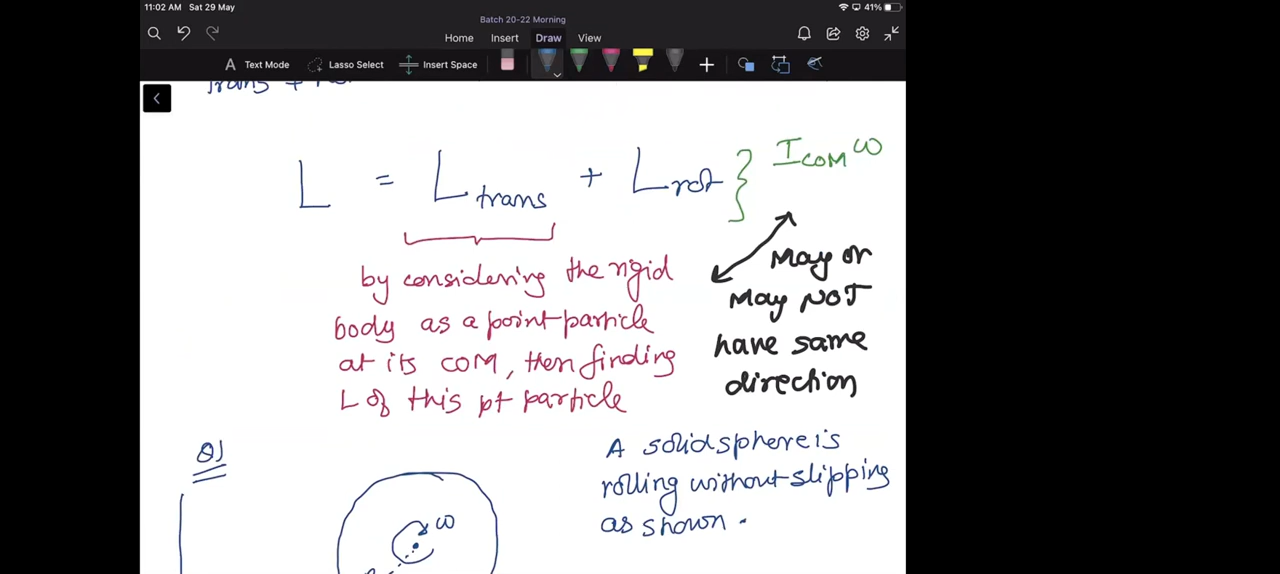 11:02 AM Sat 29 May
41%
Batch 20-22 Morning
Home Insert Draw View
Text Mode Lasso Select Insert Space
L = L trans + L rot } I COM ω
by considering the rigid
body as a point particle
at its COM, then finding
L of this pt particle
May or
May NOT
have same
direction
Q)
A solid sphere is
rolling without slipping
as shown.
ω